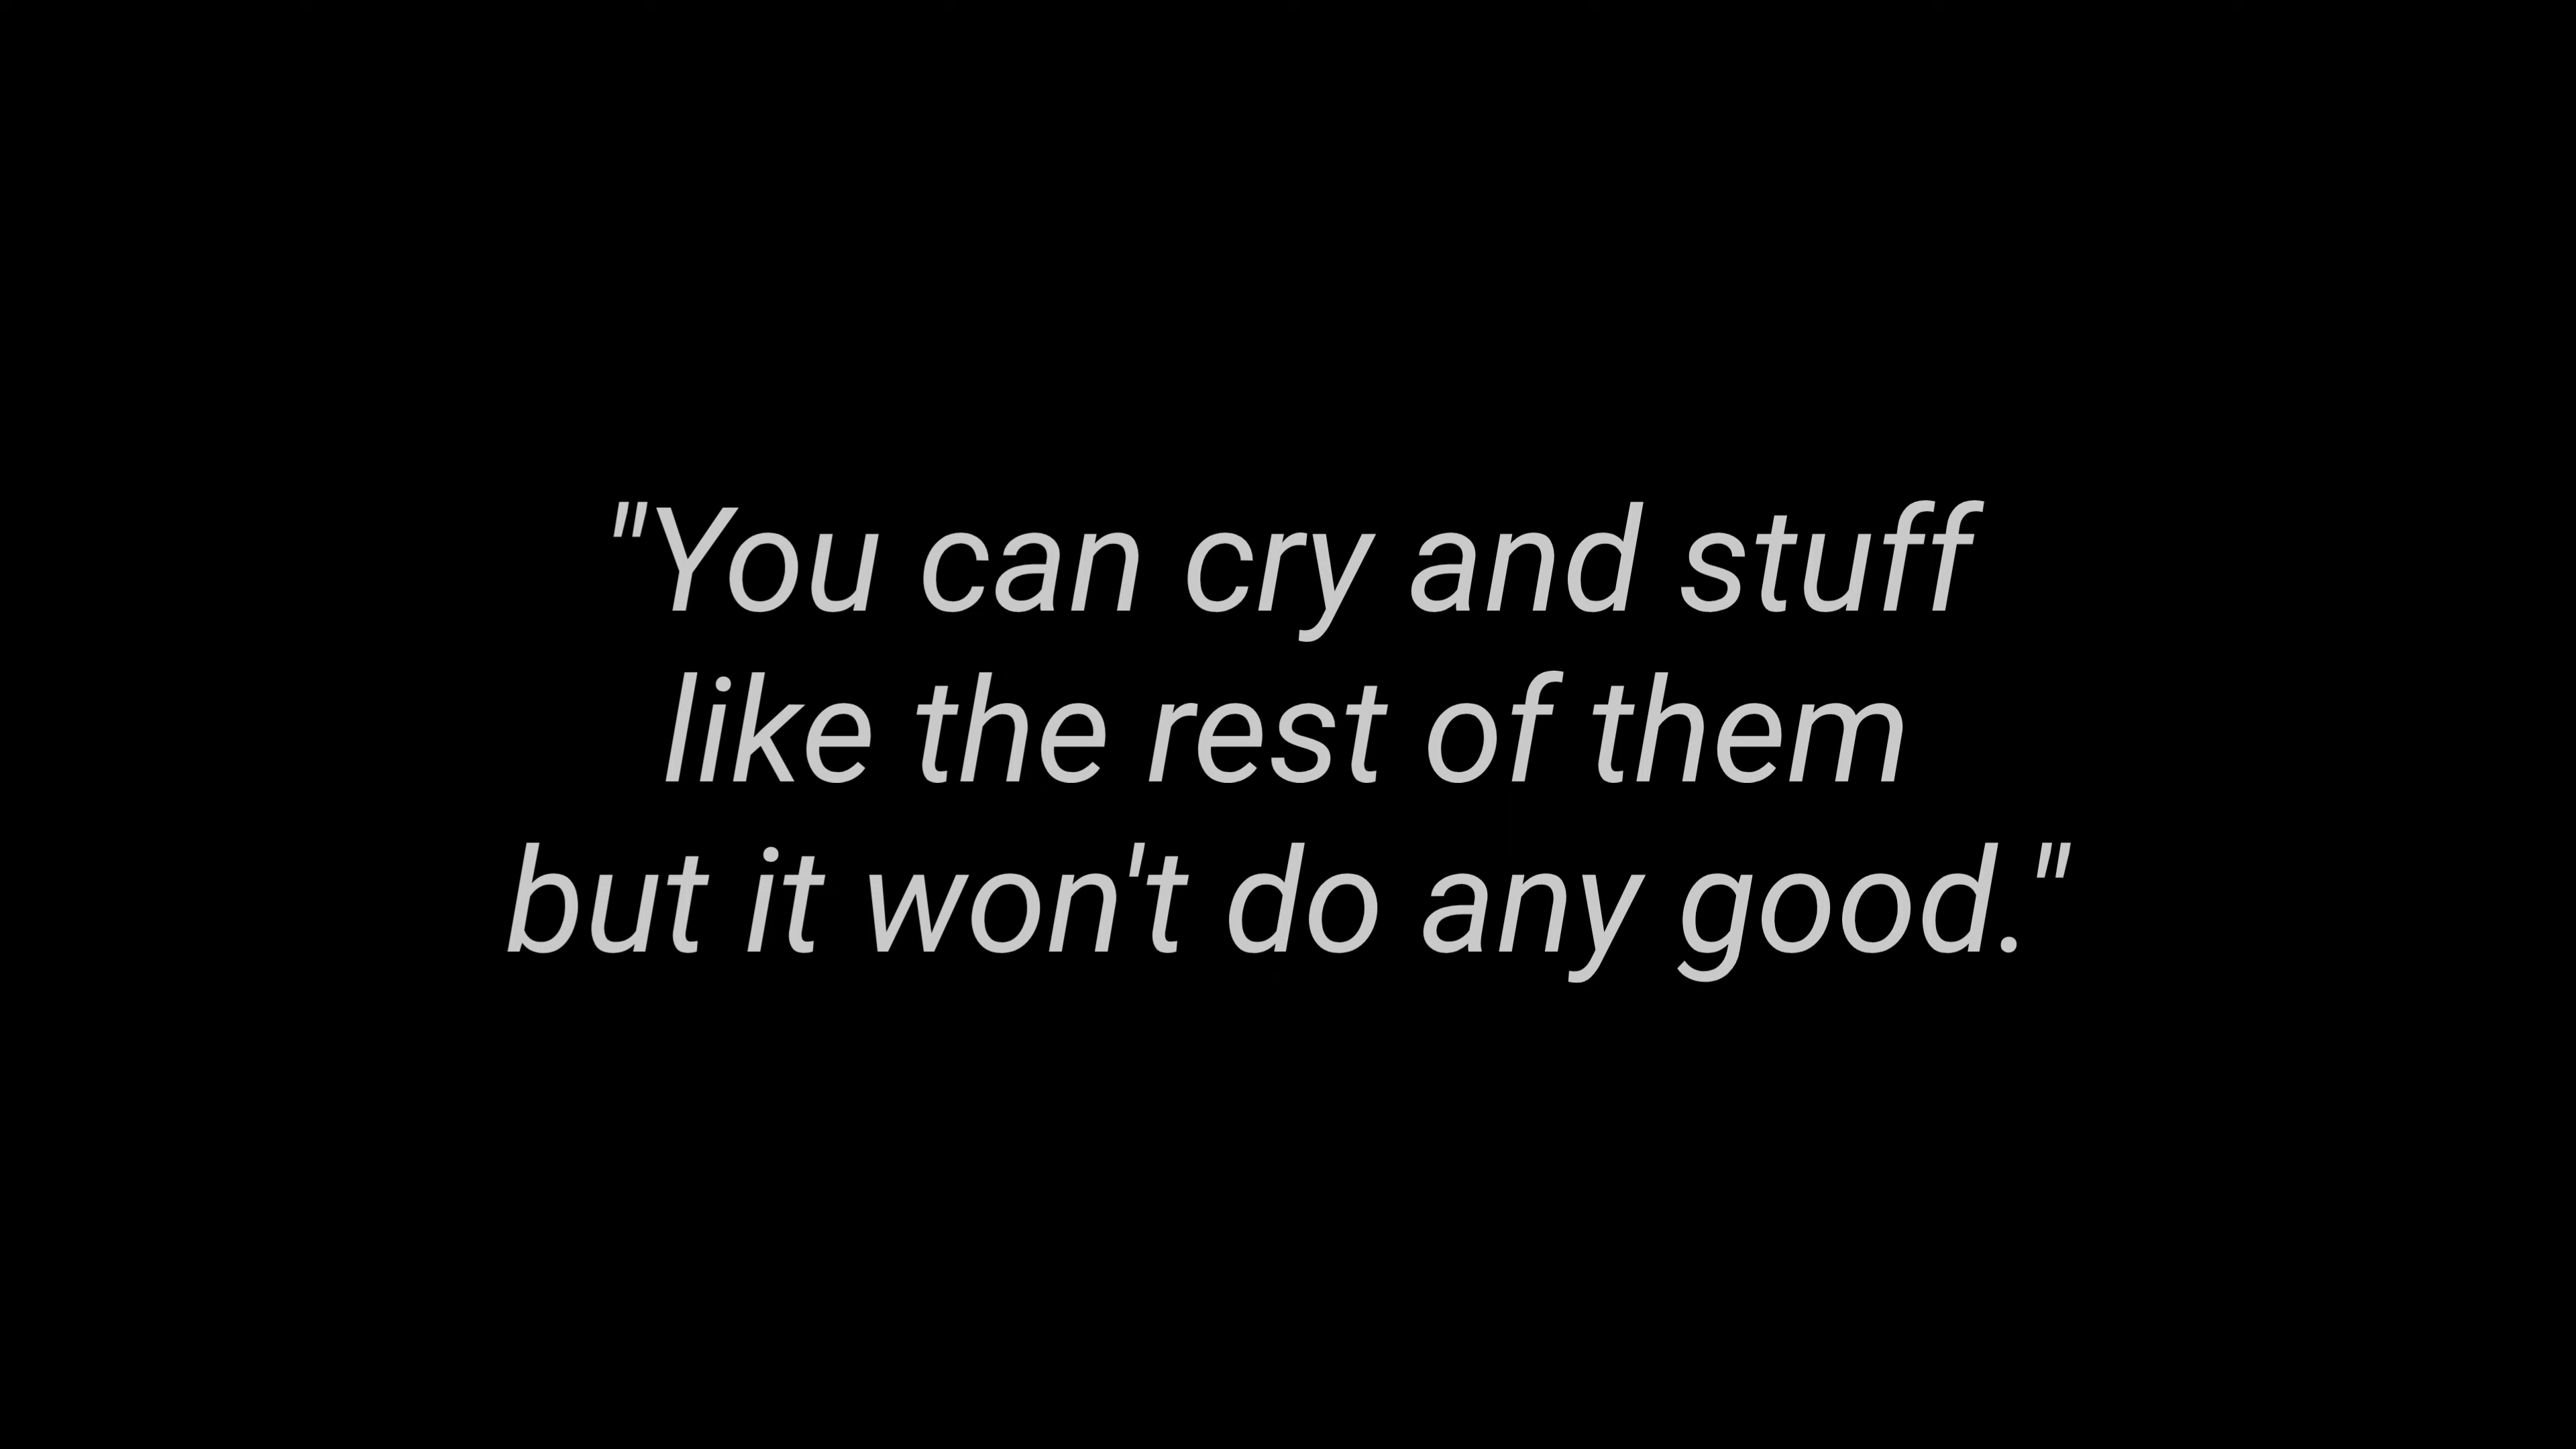 "You can cry and stuff
like the rest of them
but it won't do any good."